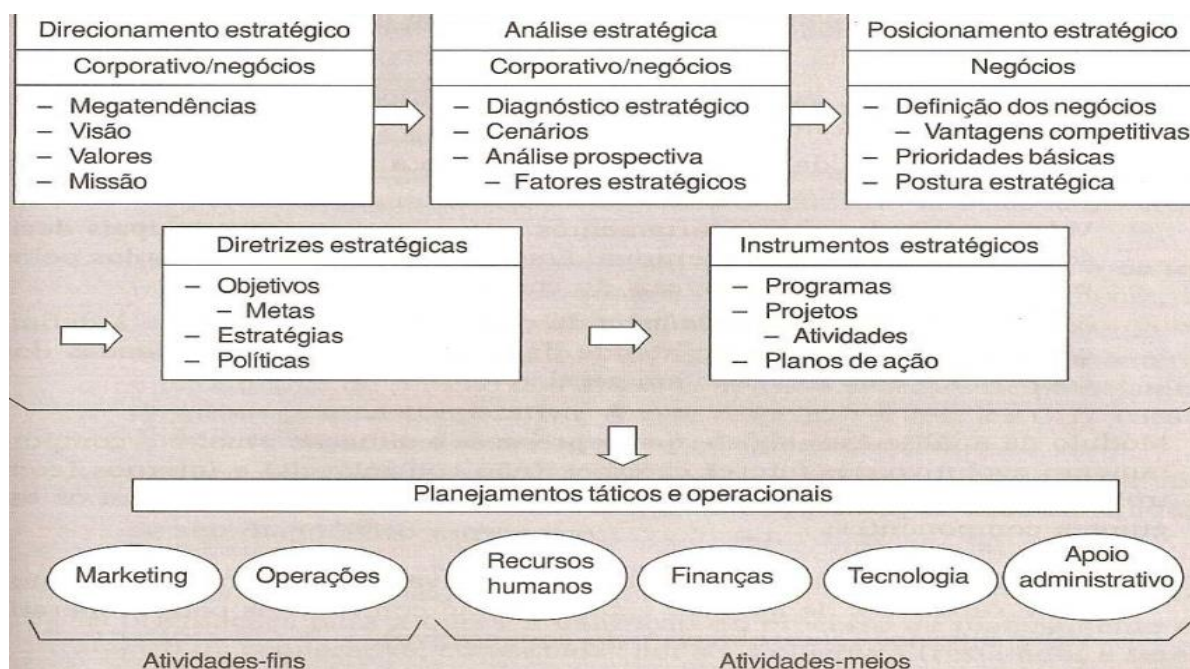 Direcionamento estratégico
Corporativo/negócios
– Megatendências
– Visão
– Valores
– Missão
Análise estratégica
Corporativo/negócios
– Diagnóstico estratégico
– Cenários
– Análise prospectiva
– Fatores estratégicos
Posicionamento estratégico
Negócios
– Definição dos negócios
– Vantagens competitivas
– Prioridades básicas
– Postura estratégica
Diretrizes estratégicas
– Objetivos
– Metas
– Estratégias
– Políticas
Instrumentos estratégicos
– Programas
– Projetos
– Atividades
– Planos de ação
Planejamentos táticos e operacionais
Marketing
Operações
Recursos
humanos
Finanças
Tecnologia
Apoio
administrativo
Atividades-fins
Atividades-meios